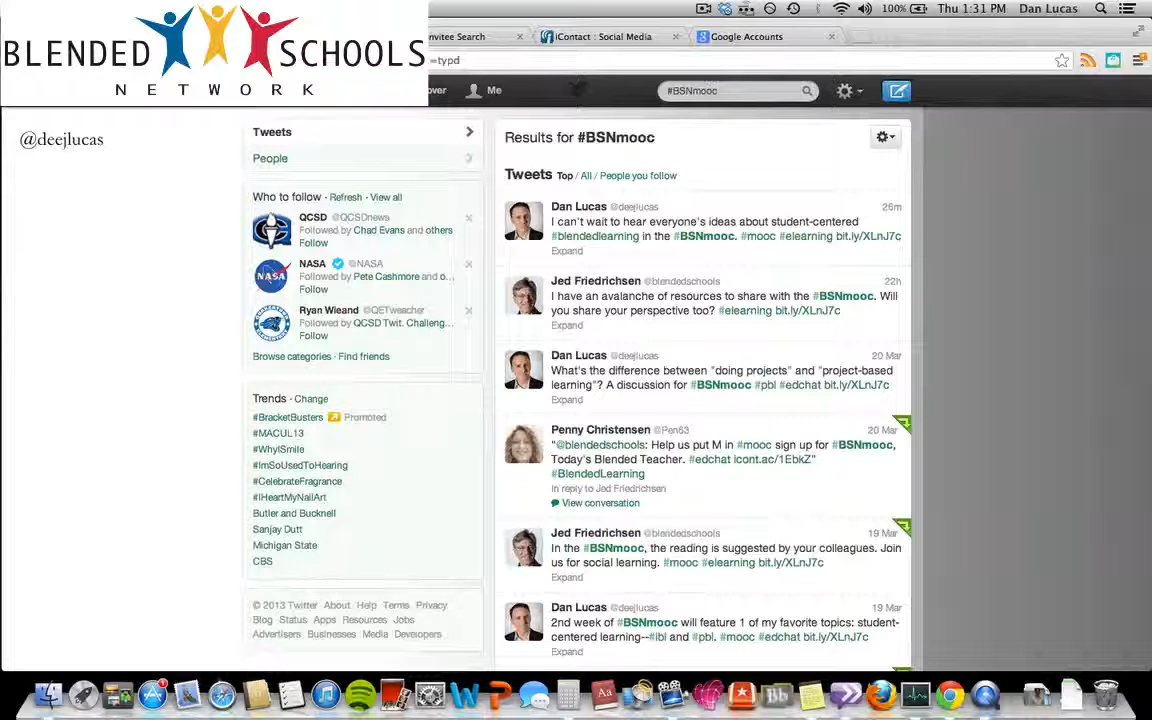 BLENDED SCHOOLS
NETWORK
100%
Thu 1:31 PM
Dan Lucas
nvitee Search
iContact : Social Media
Google Accounts
=typd
over
Me
#BSNmooc
@deejlucas
Tweets
People
Who to follow · Refresh · View all
QCSD @QCSDnews
Followed by Chad Evans and others
Follow
NASA @NASA
Followed by Pete Cashmore and o...
Follow
Ryan Wieand @QETweacher
Followed by QCSD Twit. Challeng...
Follow
Browse categories · Find friends
Trends · Change
#BracketBusters Promoted
#MACUL13
#WhyISmile
#ImSoUsedToHearing
#CelebrateFragrance
#IHeartMyNailArt
Butler and Bucknell
Sanjay Dutt
Michigan State
CBS
© 2013 Twitter About Help Terms Privacy
Blog Status Apps Resources Jobs
Advertisers Businesses Media Developers
Results for #BSNmooc
Tweets Top / All / People you follow
Dan Lucas @deejlucas 26m
I can't wait to hear everyone's ideas about student-centered
#blendedlearning in the #BSNmooc. #mooc #elearning bit.ly/XLnJ7c
Expand
Jed Friedrichsen @blendedschools 22h
I have an avalanche of resources to share with the #BSNmooc. Will
you share your perspective too? #elearning bit.ly/XLnJ7c
Expand
Dan Lucas @deejlucas 20 Mar
What's the difference between "doing projects" and "project-based
learning"? A discussion for #BSNmooc #pbl #edchat bit.ly/XLnJ7c
Expand
Penny Christensen @Pen63 20 Mar
"@blendedschools: Help us put M in #mooc sign up for #BSNmooc,
Today's Blended Teacher. #edchat icont.ac/1EbkZ"
#BlendedLearning
In reply to Jed Friedrichsen
View conversation
Jed Friedrichsen @blendedschools 19 Mar
In the #BSNmooc, the reading is suggested by your colleagues. Join
us for social learning. #mooc #elearning bit.ly/XLnJ7c
Expand
Dan Lucas @deejlucas 19 Mar
2nd week of #BSNmooc will feature 1 of my favorite topics: student-
centered learning--#ibl and #pbl, #mooc #edchat bit.ly/XLnJ7c
Expand